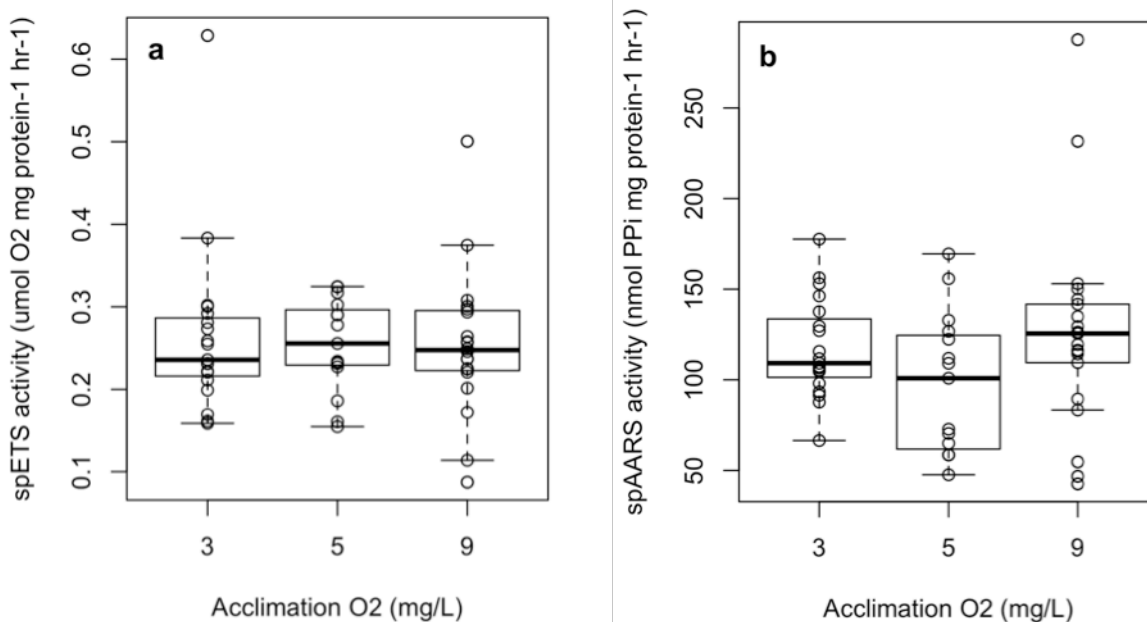 a
spETS activity (umol O2 mg protein-1 hr-1)
0.6
0.5
0.4
0.3
0.2
0.1
3 5 9
Acclimation O2 (mg/L)
b
spAARS activity (nmol PPi mg protein-1 hr-1)
250
200
150
100
50
3 5 9
Acclimation O2 (mg/L)